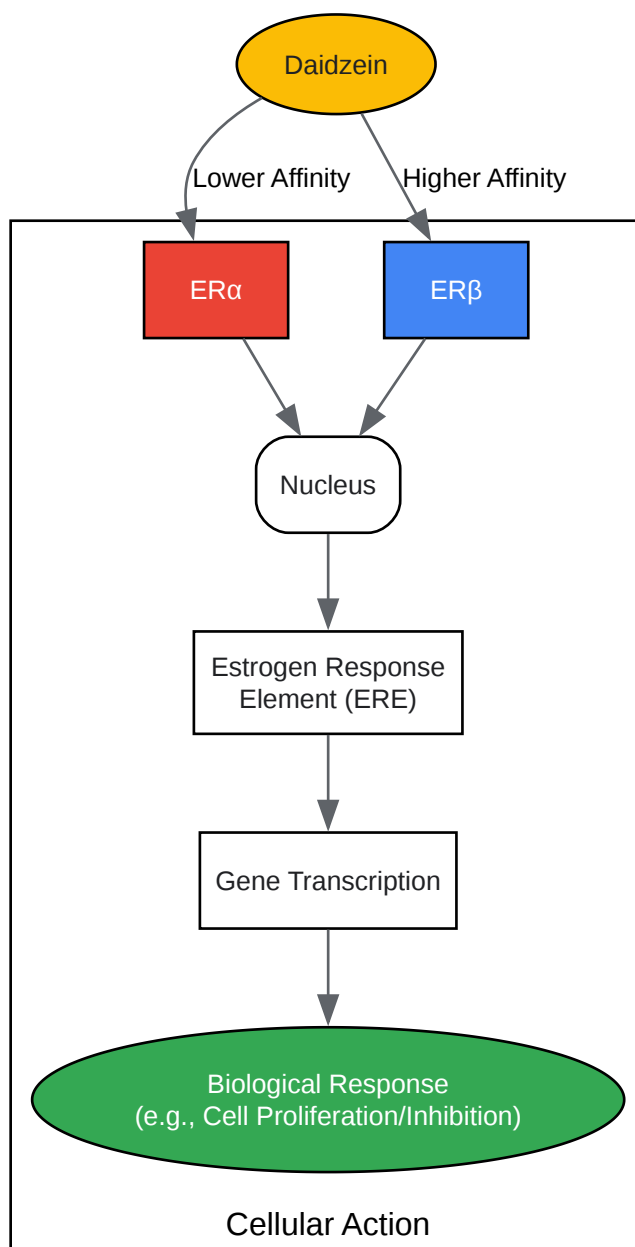 Daidzein
Lower Affinity
Higher Affinity
ERα
ERβ
Nucleus
Estrogen Response
Element (ERE)
Gene Transcription
Biological Response
(e.g., Cell Proliferation/Inhibition)
Cellular Action